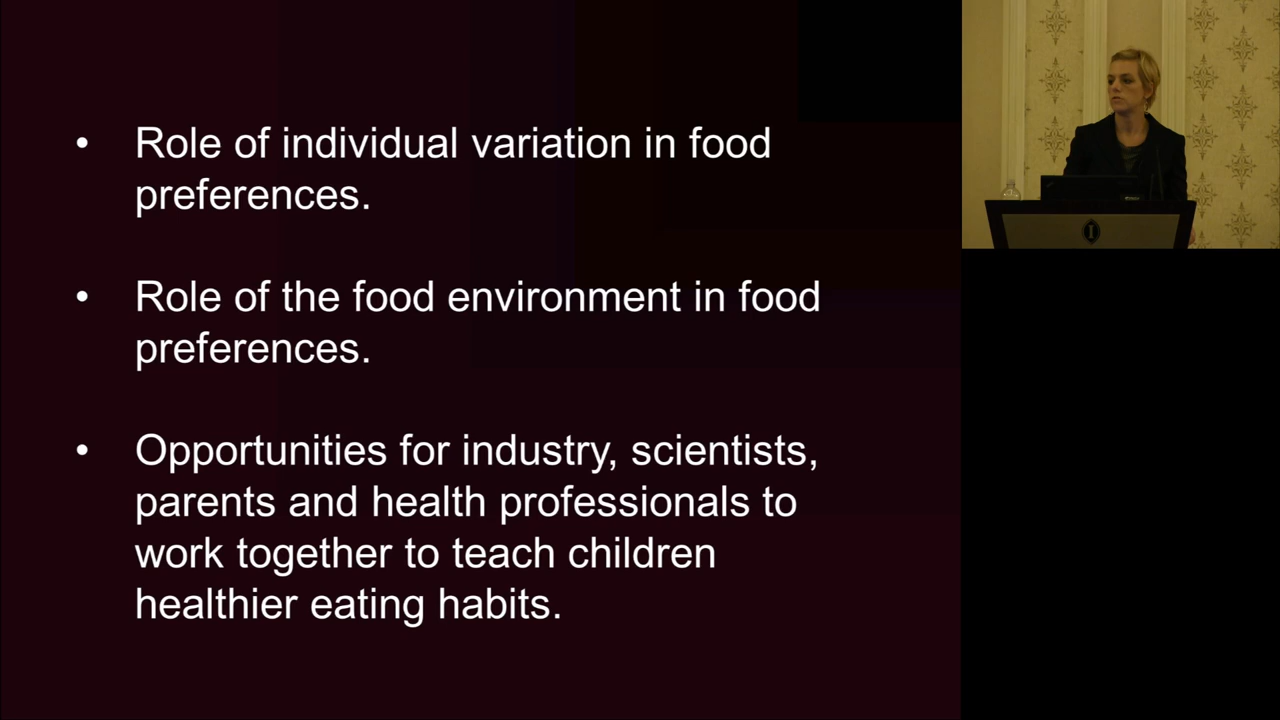 • Role of individual variation in food
preferences.
• Role of the food environment in food
preferences.
• Opportunities for industry, scientists,
parents and health professionals to
work together to teach children
healthier eating habits.